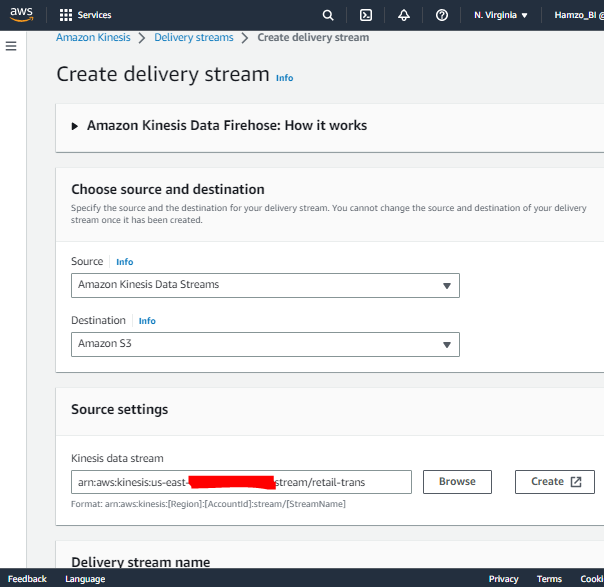 aws
Services
N. Virginia
Hamzo_BI @
Amazon Kinesis
Delivery streams
Create delivery stream
Create delivery stream Info
Amazon Kinesis Data Firehose: How it works
Choose source and destination
Specify the source and the destination for your delivery stream. You cannot change the source and destination of your delivery
stream once it has been created.
Source Info
Amazon Kinesis Data Streams
Destination Info
Amazon S3
Source settings
Kinesis data stream
arn:aws:kinesis:us-east- stream/retail-trans
Browse
Create
Format: arn:aws:kinesis:[Region]:[AccountId]:stream/[StreamName]
Delivery stream name
Feedback
Language
Privacy
Terms
Cooki